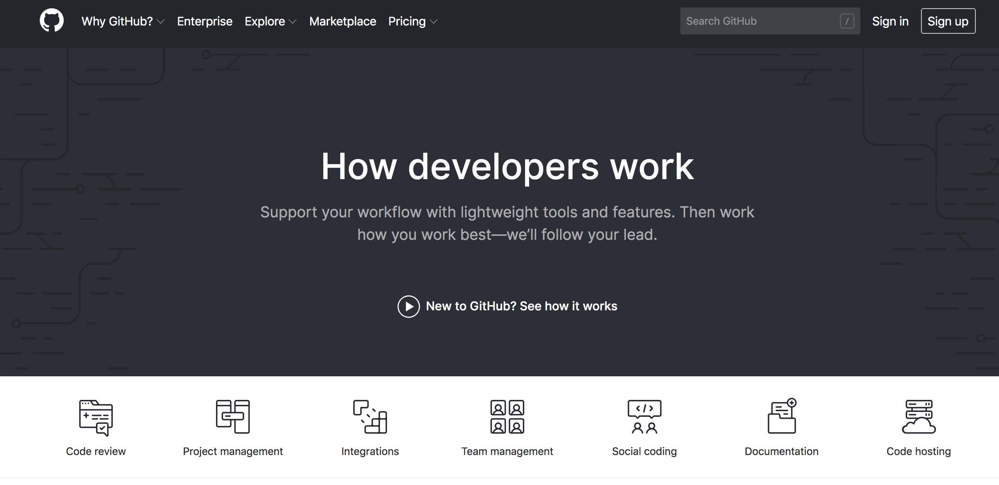 Why GitHub? Enterprise Explore Marketplace Pricing Search GitHub / Sign in Sign up
How developers work
Support your workflow with lightweight tools and features. Then work
how you work best—we’ll follow your lead.
New to GitHub? See how it works
</>
Code review Project management Integrations Team management Social coding Documentation Code hosting